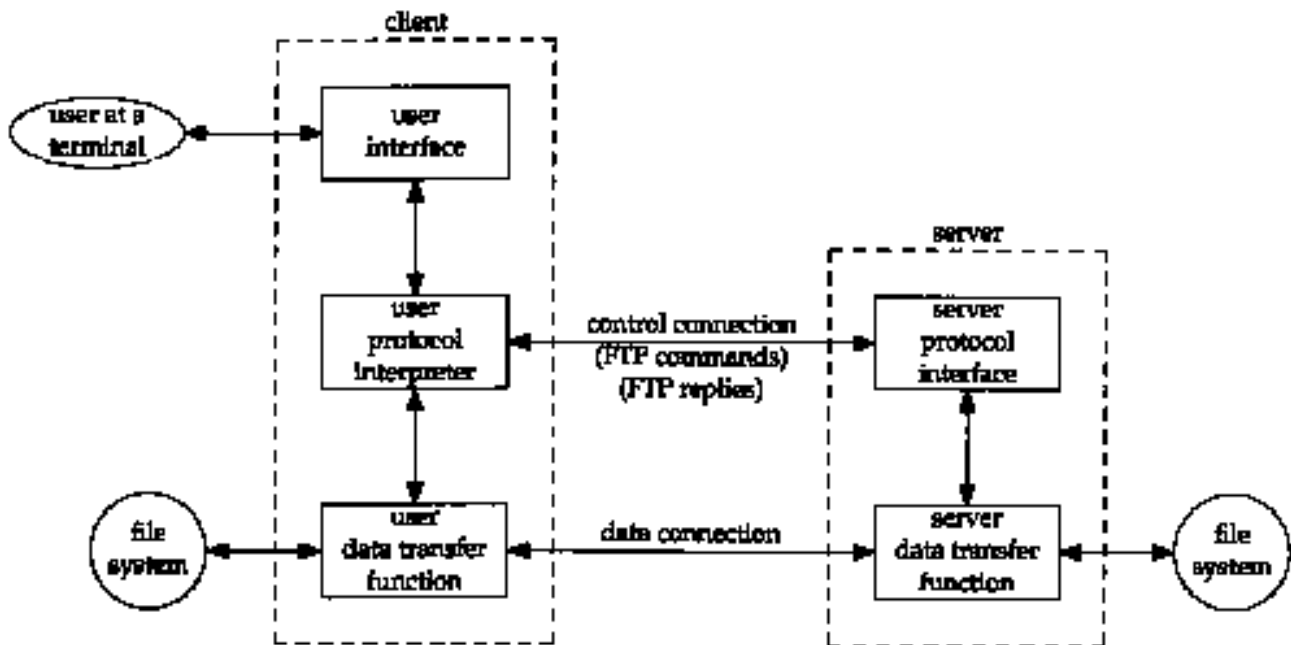 client
user at a
terminal
user
interface
server
user
protocol
interpreter
control connection
(FTP commands)
(FTP replies)
server
protocol
interface
file
system
user
data transfer
function
data connection
server
data transfer
function
file
system